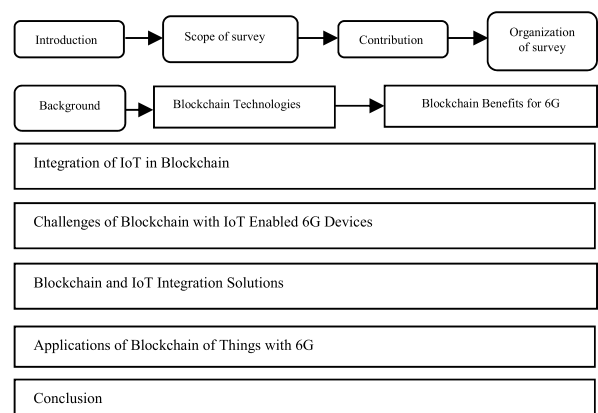 Introduction
Scope of survey
Contribution
Organization
of survey
Background
Blockchain Technologies
Blockchain Benefits for 6G
Integration of IoT in Blockchain
Challenges of Blockchain with IoT Enabled 6G Devices
Blockchain and IoT Integration Solutions
Applications of Blockchain of Things with 6G
Conclusion